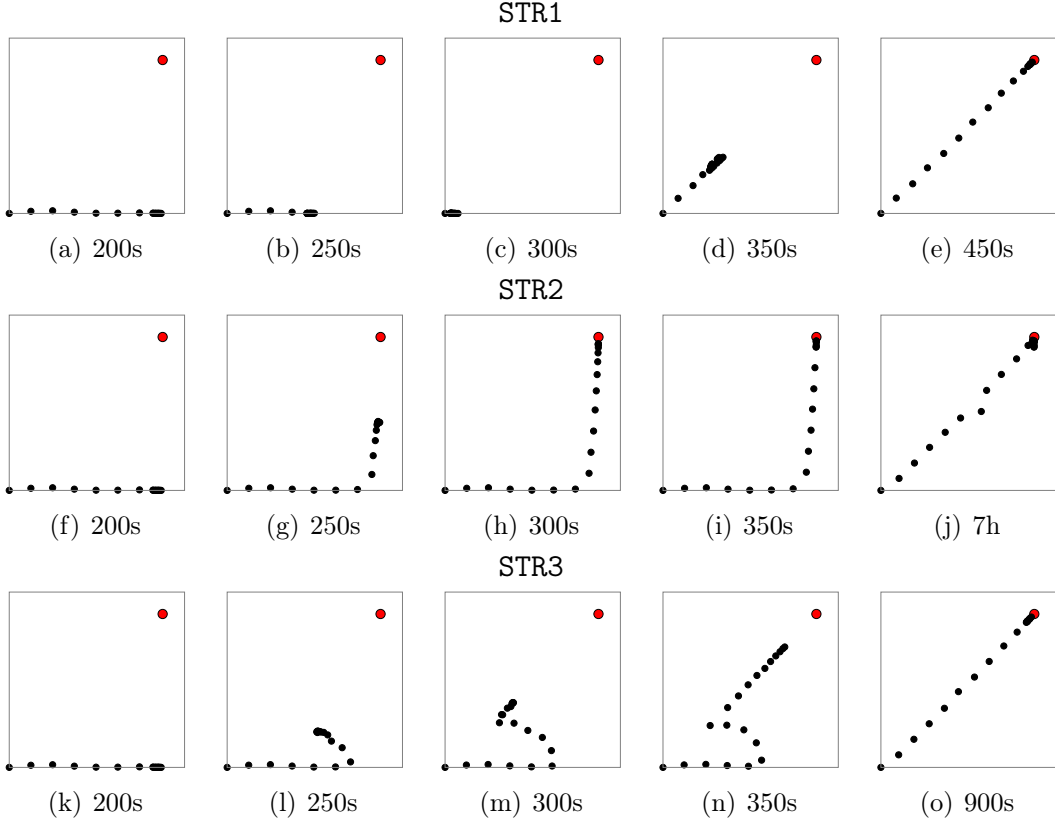 STR1
(a) 200s (b) 250s (c) 300s (d) 350s (e) 450s
STR2
(f) 200s (g) 250s (h) 300s (i) 350s (j) 7h
STR3
(k) 200s (l) 250s (m) 300s (n) 350s (o) 900s